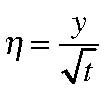 η = y/√t